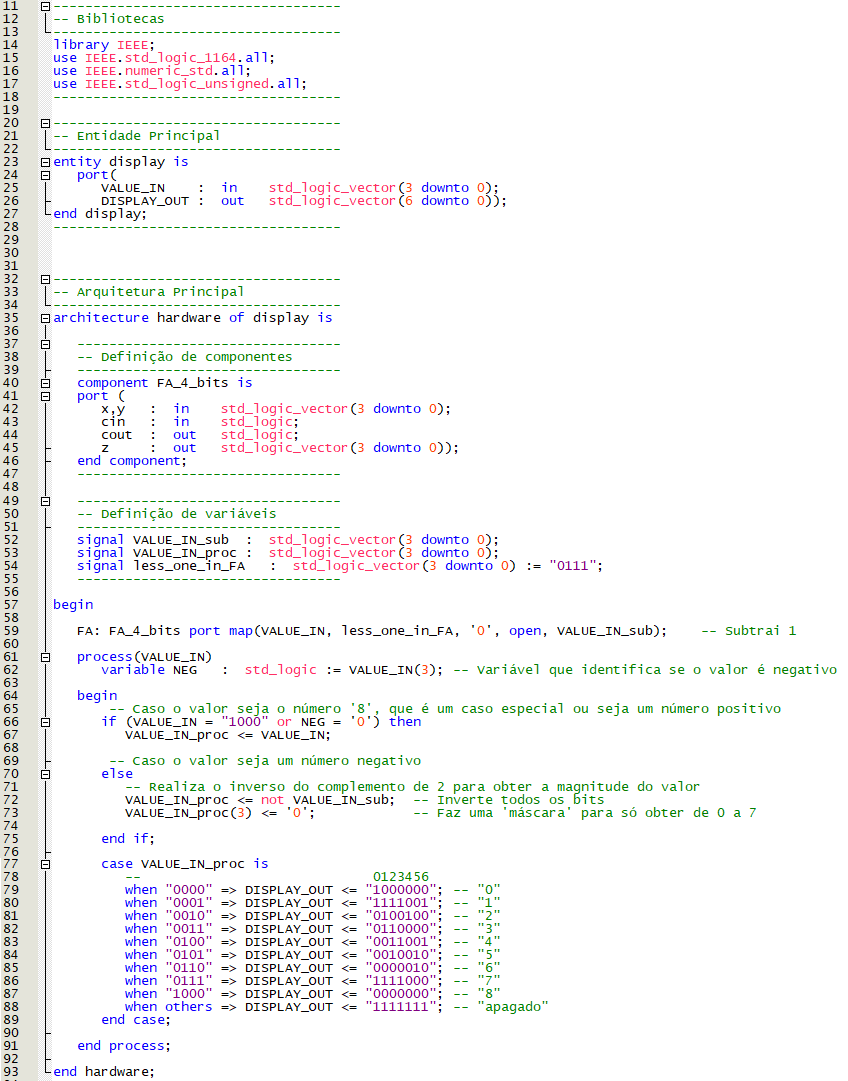 11 -------------------------------------
12 -- Bibliotecas
13 -------------------------------------
14 library IEEE;
15 use IEEE.std_logic_1164.all;
16 use IEEE.numeric_std.all;
17 use IEEE.std_logic_unsigned.all;
18 -------------------------------------
19
20 -------------------------------------
21 -- Entidade Principal
22 -------------------------------------
23 entity display is
24    port(
25       VALUE_IN    :  in    std_logic_vector(3 downto 0);
26       DISPLAY_OUT :  out   std_logic_vector(6 downto 0));
27 end display;
28 -------------------------------------
29
30
31
32 -------------------------------------
33 -- Arquitetura Principal
34 -------------------------------------
35 architecture hardware of display is
36
37    ---------------------------------
38    -- Definição de componentes
39    ---------------------------------
40    component FA_4_bits is
41    port (
42       x,y   :  in    std_logic_vector(3 downto 0);
43       cin   :  in    std_logic;
44       cout  :  out   std_logic;
45       z     :  out   std_logic_vector(3 downto 0));
46    end component;
47    ---------------------------------
48
49    ---------------------------------
50    -- Definição de variáveis
51    ---------------------------------
52    signal VALUE_IN_sub  :  std_logic_vector(3 downto 0);
53    signal VALUE_IN_proc :  std_logic_vector(3 downto 0);
54    signal less_one_in_FA   :  std_logic_vector(3 downto 0) := "0111";
55    ---------------------------------
56
57 begin
58
59    FA: FA_4_bits port map(VALUE_IN, less_one_in_FA, '0', open, VALUE_IN_sub);    -- Subtrai 1
60
61    process(VALUE_IN)
62       variable NEG   :  std_logic := VALUE_IN(3); -- Variável que identifica se o valor é negativo
63
64    begin
65        -- Caso o valor seja o número '8', que é um caso especial ou seja um número positivo
66       if (VALUE_IN = "1000" or NEG = '0') then
67          VALUE_IN_proc <= VALUE_IN;
68
69        -- Caso o valor seja um número negativo
70       else
71          -- Realiza o inverso do complemento de 2 para obter a magnitude do valor
72          VALUE_IN_proc <= not VALUE_IN_sub;  -- Inverte todos os bits
73          VALUE_IN_proc(3) <= '0';            -- Faz uma 'máscara' para só obter de 0 a 7
74
75       end if;
76
77       case VALUE_IN_proc is
78          --                             0123456
79          when "0000" => DISPLAY_OUT <= "1000000"; -- "0"
80          when "0001" => DISPLAY_OUT <= "1111001"; -- "1"
81          when "0010" => DISPLAY_OUT <= "0100100"; -- "2"
82          when "0011" => DISPLAY_OUT <= "0110000"; -- "3"
83          when "0100" => DISPLAY_OUT <= "0011001"; -- "4"
84          when "0101" => DISPLAY_OUT <= "0010010"; -- "5"
85          when "0110" => DISPLAY_OUT <= "0000010"; -- "6"
86          when "0111" => DISPLAY_OUT <= "1111000"; -- "7"
87          when "1000" => DISPLAY_OUT <= "0000000"; -- "8"
88          when others => DISPLAY_OUT <= "1111111"; -- "apagado"
89       end case;
90
91    end process;
92
93 end hardware;